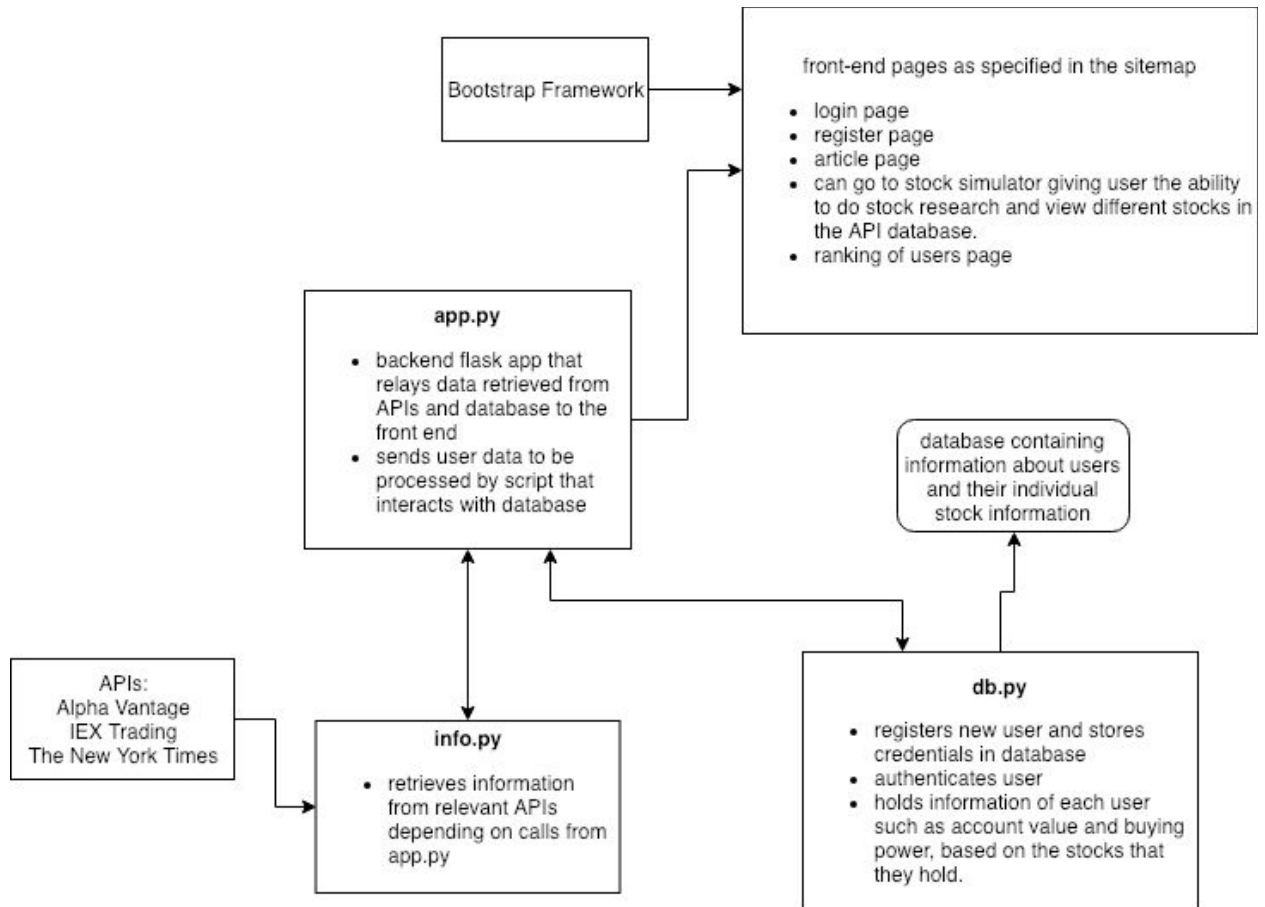 Bootstrap Framework
front-end pages as specified in the sitemap
• login page
• register page
• article page
• can go to stock simulator giving user the ability
to do stock research and view different stocks in
the API database.
• ranking of users page
app.py
• backend flask app that
relays data retrieved from
APIs and database to the
front end
• sends user data to be
processed by script that
interacts with database
database containing
information about users
and their individual
stock information
APIs:
Alpha Vantage
IEX Trading
The New York Times
info.py
• retrieves information
from relevant APIs
depending on calls from
app.py
db.py
• registers new user and stores
credentials in database
• authenticates user
• holds information of each user
such as account value and buying
power, based on the stocks that
they hold.